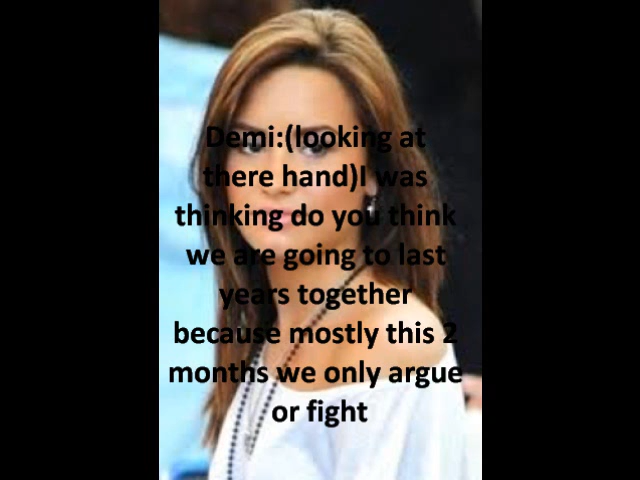 Demi:(looking at
there hand)I was
thinking do you think
we are going to last
years together
because mostly this 2
months we only argue
or fight